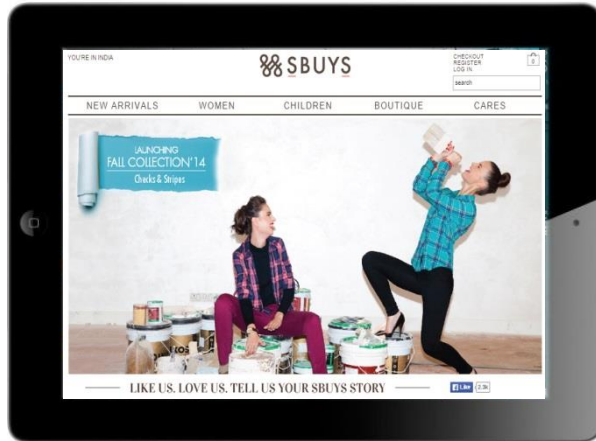 YOU'RE IN INDIA
SBUYS
CHECKOUT
REGISTER
LOG IN
0
search
NEW ARRIVALS WOMEN CHILDREN BOUTIQUE CARES
LAUNCHING
FALL COLLECTION'14
Checks & Stripes
LIKE US. LOVE US. TELL US YOUR SBUYS STORY
Like 2.3k